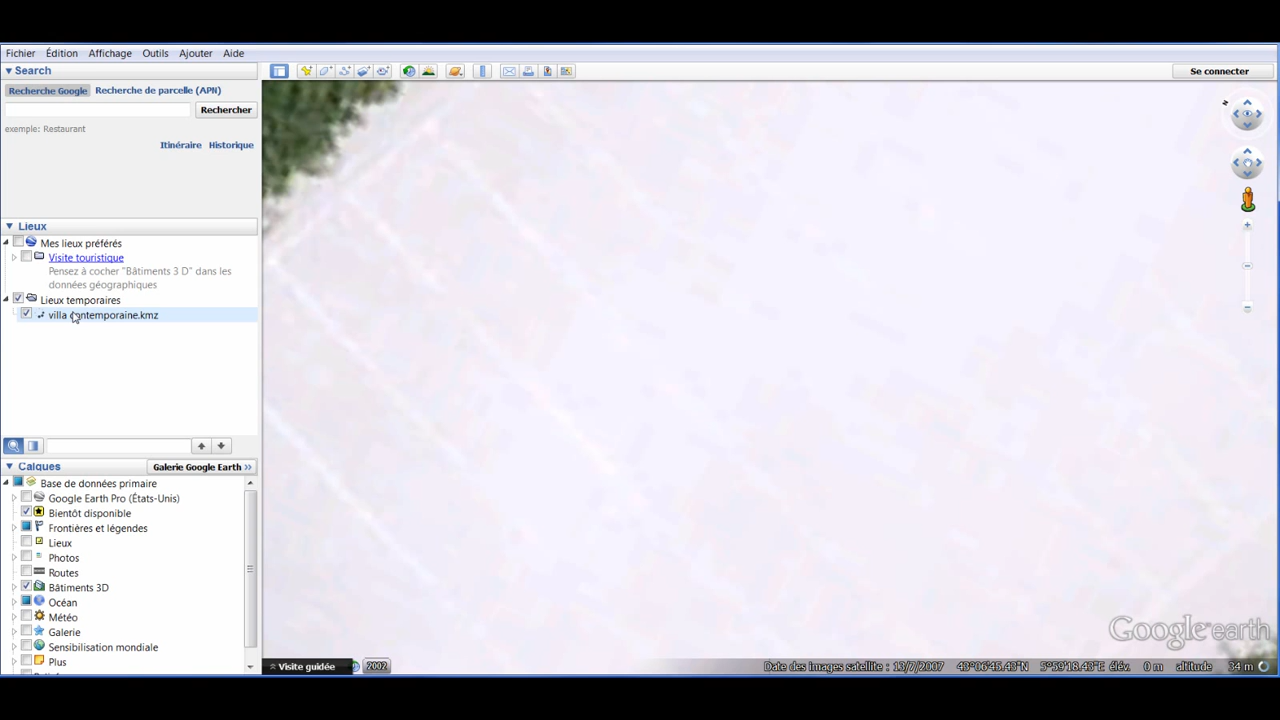 Fichier Édition Affichage Outils Ajouter Aide
Search
Recherche Google Recherche de parcelle (APN)
Se connecter
Rechercher
exemple: Restaurant
Itinéraire Historique
Lieux
Mes lieux préférés
Visite touristique
Pensez à cocher "Bâtiments 3 D" dans les
données géographiques
Lieux temporaires
villa contemporaine.kmz
Calques Galerie Google Earth >>
Base de données primaire
Google Earth Pro (États-Unis)
Bientôt disponible
Frontières et légendes
Lieux
Photos
Routes
Bâtiments 3D
Océan
Météo
Galerie
Sensibilisation mondiale
Plus
Google earth
Visite guidée 2002 Date des images satellite : 13/7/2007 43°06'45.43"N 5°59'18.43"E élév. 0 m altitude 34 m